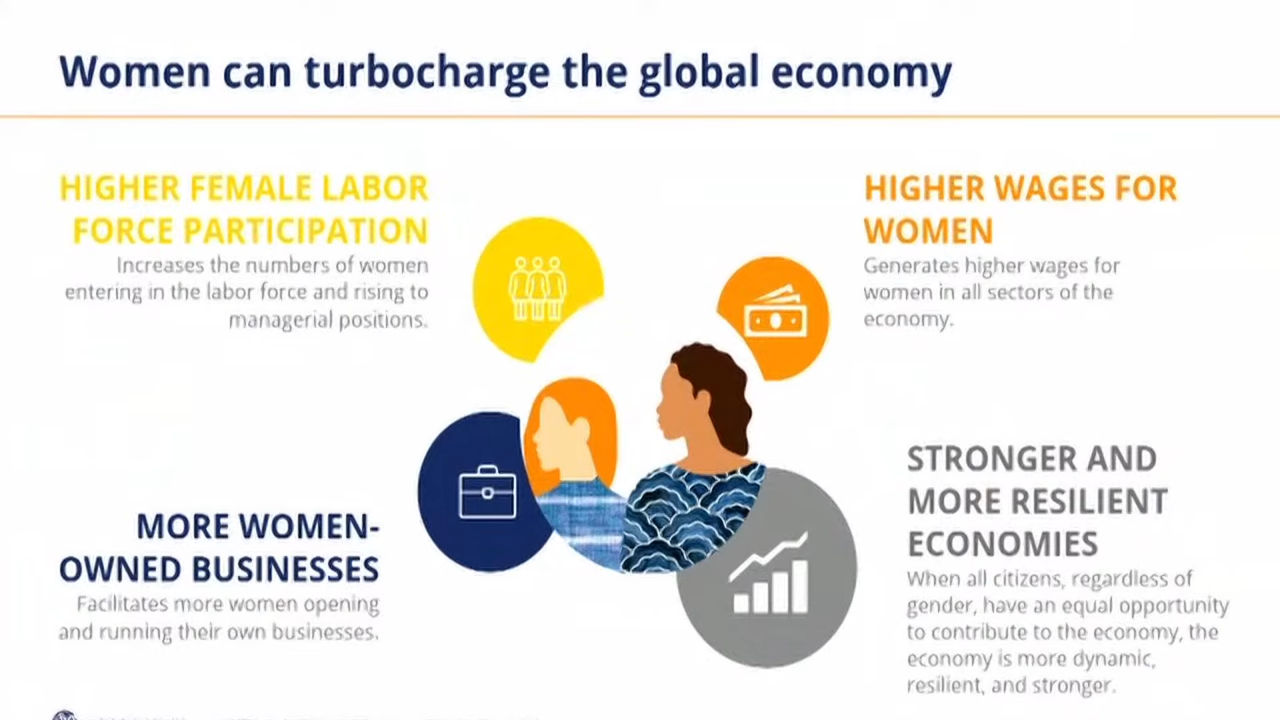 Women can turbocharge the global economy
HIGHER FEMALE LABOR
FORCE PARTICIPATION
Increases the numbers of women
entering in the labor force and rising to
managerial positions.
HIGHER WAGES FOR
WOMEN
Generates higher wages for
women in all sectors of the
economy.
MORE WOMEN-
OWNED BUSINESSES
Facilitates more women opening
and running their own businesses.
STRONGER AND
MORE RESILIENT
ECONOMIES
When all citizens, regardless of
gender, have an equal opportunity
to contribute to the economy, the
economy is more dynamic,
resilient, and stronger.